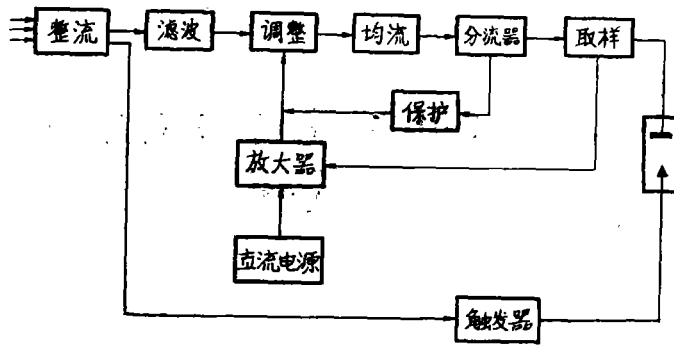 整流
滤波
调整
均流
分流器
取样
保护
放大器
直流电源
触发器